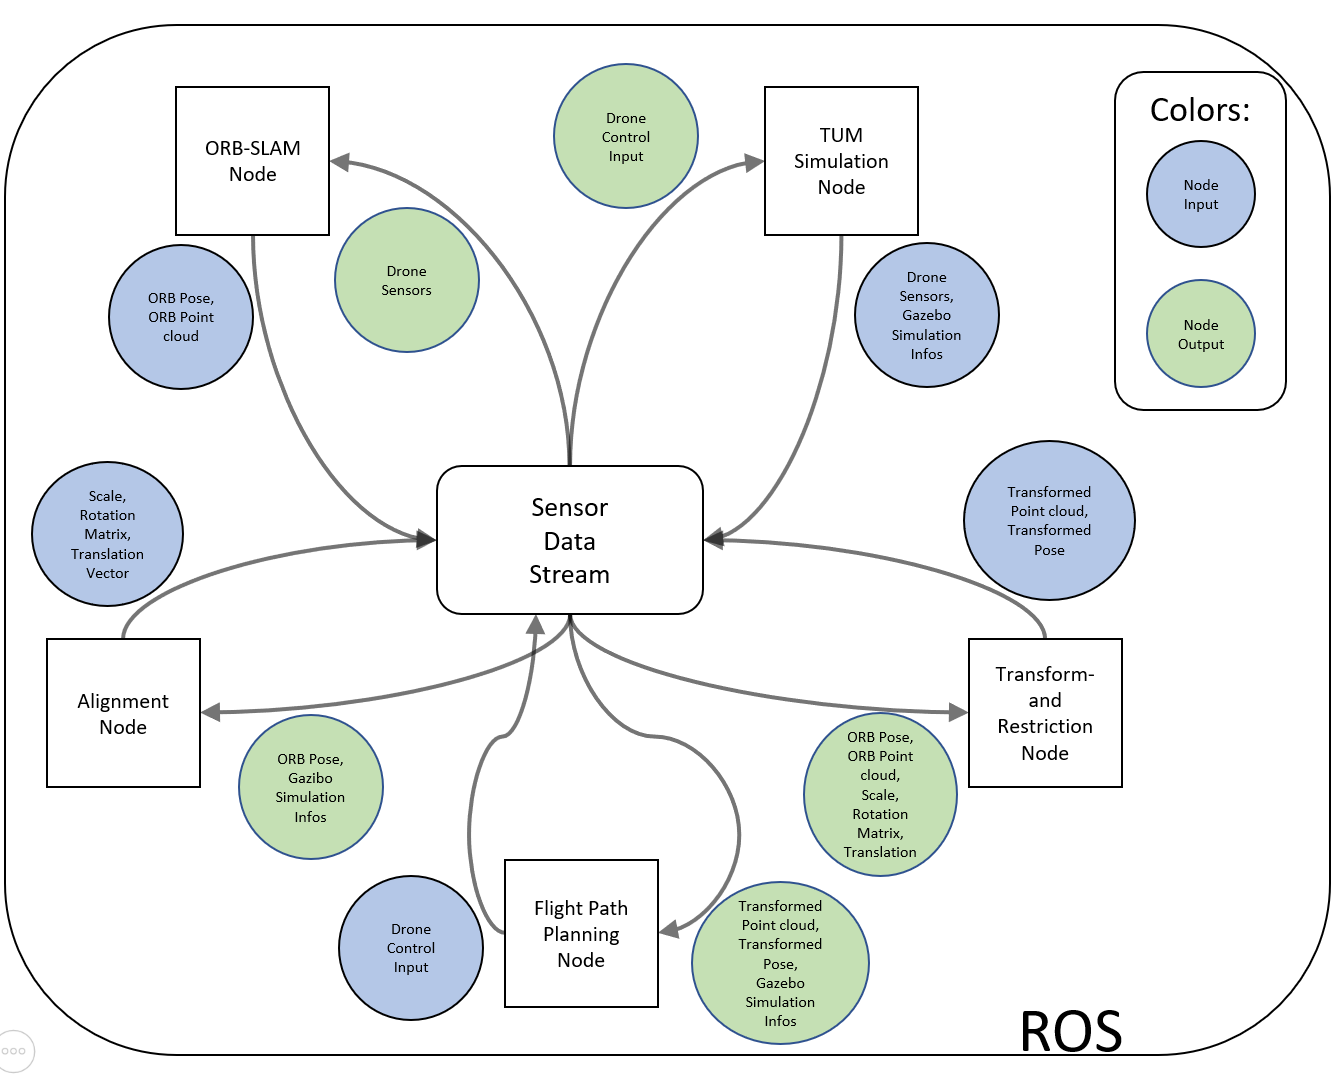 ORB-SLAM
Node
Drone
Control
Input
TUM
Simulation
Node
Colors:
Node
Input
Node
Output
Drone
Sensors
ORB Pose,
ORB Point
cloud
Drone
Sensors,
Gazebo
Simulation
Infos
Scale,
Rotation
Matrix,
Translation
Vector
Sensor
Data
Stream
Transformed
Point cloud,
Transformed
Pose
Alignment
Node
Transform-
and
Restriction
Node
ORB Pose,
Gazibo
Simulation
Infos
ORB Pose,
ORB Point
cloud,
Scale,
Rotation
Matrix,
Translation
Drone
Control
Input
Flight Path
Planning
Node
Transformed
Point cloud,
Transformed
Pose,
Gazebo
Simulation
Infos
ROS